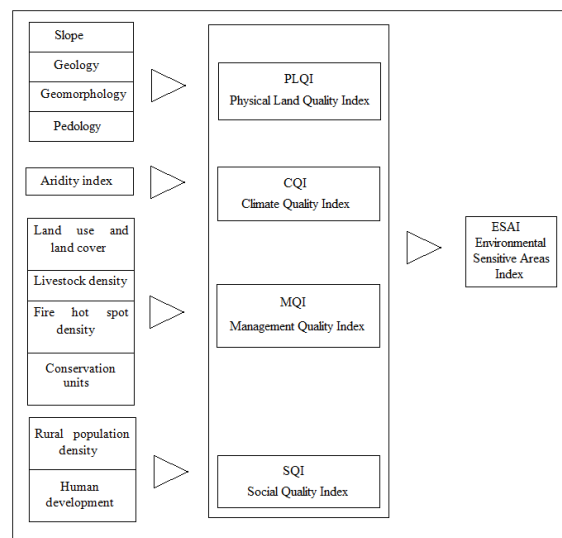 Slope
Geology
Geomorphology
Pedology
PLQI
Physical Land Quality Index
Aridity index
CQI
Climate Quality Index
Land use and
land cover
Livestock density
Fire hot spot
density
Conservation
units
MQI
Management Quality Index
Rural population
density
Human
development
SQI
Social Quality Index
ESAI
Environmental
Sensitive Areas
Index